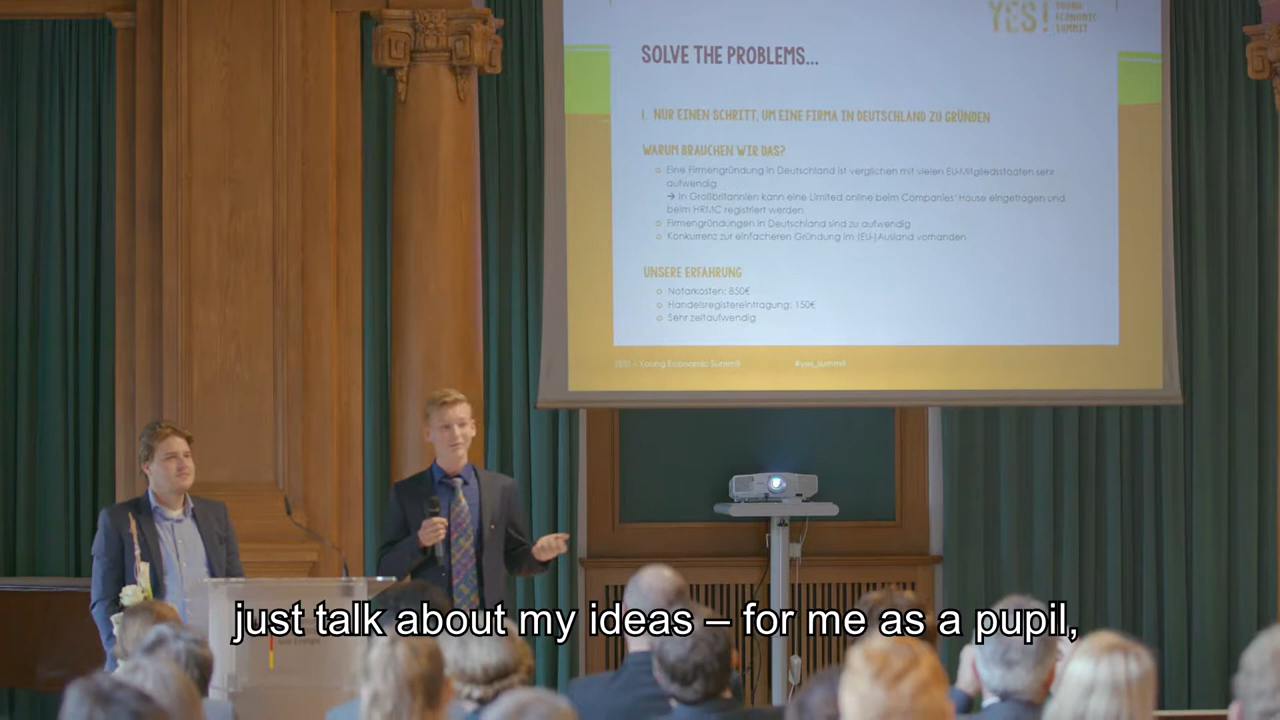 YES! YOUNG
ECONOMIC
SUMMIT
SOLVE THE PROBLEMS...
1. NUR EINEN SCHRITT, UM EINE FIRMA IN DEUTSCHLAND ZU GRÜNDEN
WARUM BRAUCHEN WIR DAS?
Eine Firmengründung in Deutschland ist verglichen mit vielen EU-Mitgliedsstaaten sehr
aufwendig
→ In Großbritannien kann eine Limited online beim Companies' House eingetragen und
beim HRMC registriert werden
Firmengründungen in Deutschland sind zu aufwendig
Konkurrenz zur einfacheren Gründung im (EU-)Ausland vorhanden
UNSERE ERFAHRUNG
Notarkosten: 850€
Handelsregistereintragung: 150€
Sehr zeitaufwendig
YES! - Young Economic Summit #yes_summit
just talk about my ideas – for me as a pupil,